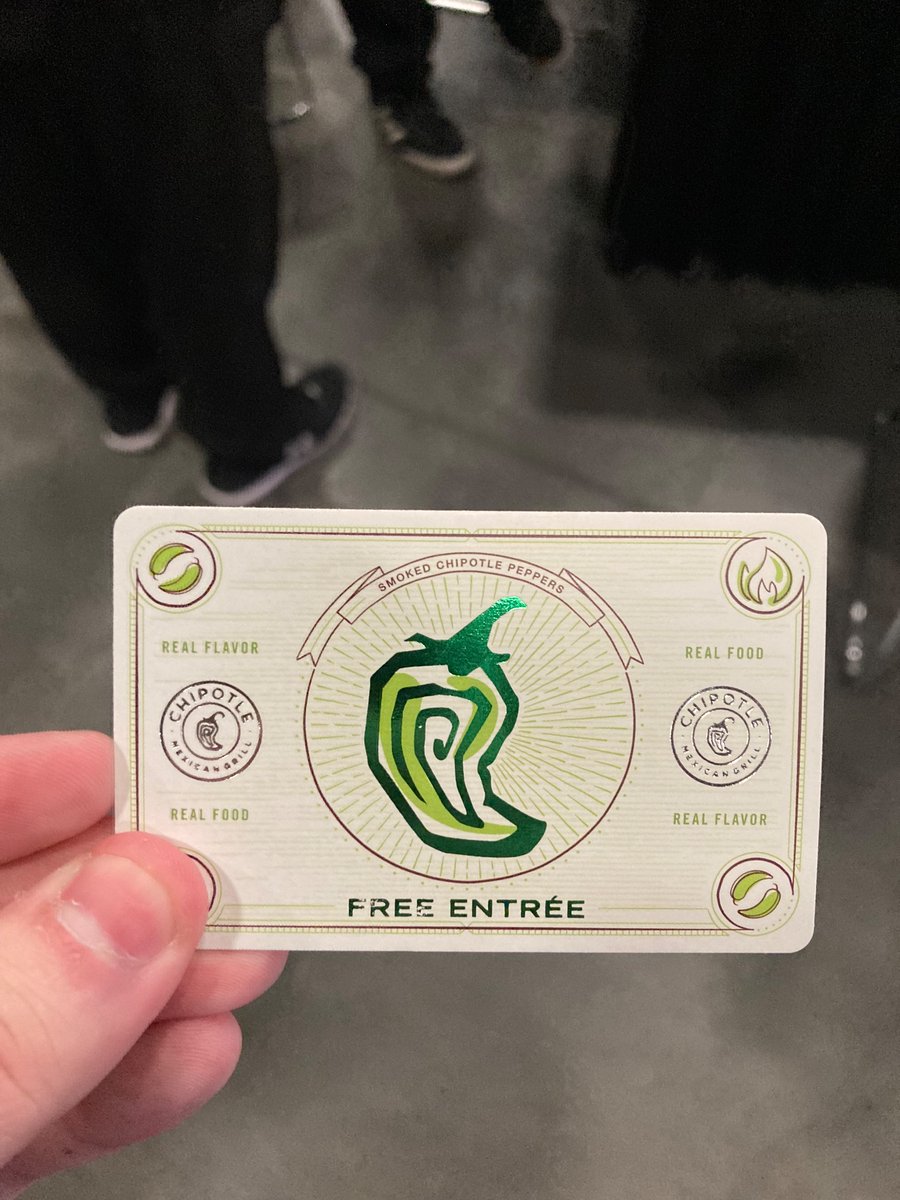 SMOKED CHIPOTLE PEPPERS
REAL FLAVOR
REAL FOOD
CHIPOTLE
MEXICAN GRILL
CHIPOTLE
MEXICAN GRILL
REAL FOOD
REAL FLAVOR
FREE ENTRÉE